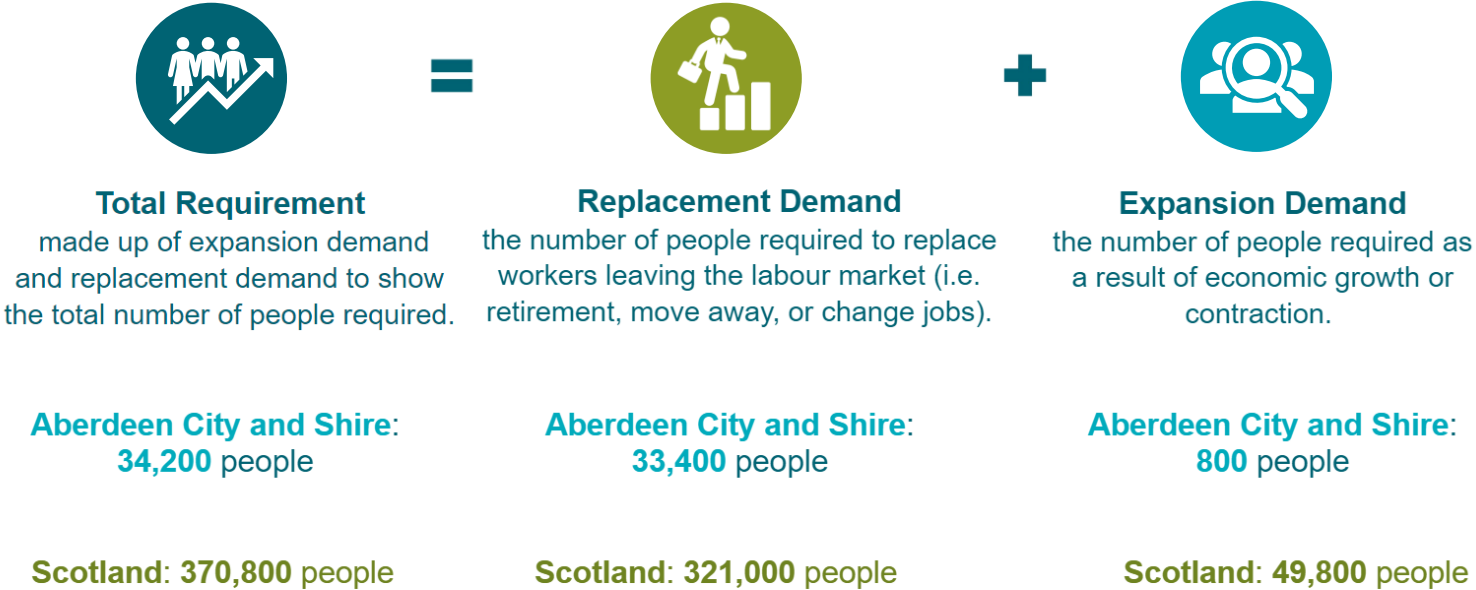 =
+
Total Requirement
made up of expansion demand
and replacement demand to show
the total number of people required.
Replacement Demand
the number of people required to replace
workers leaving the labour market (i.e.
retirement, move away, or change jobs).
Expansion Demand
the number of people required as
a result of economic growth or
contraction.
Aberdeen City and Shire:
34,200 people
Aberdeen City and Shire:
33,400 people
Aberdeen City and Shire:
800 people
Scotland: 370,800 people
Scotland: 321,000 people
Scotland: 49,800 people